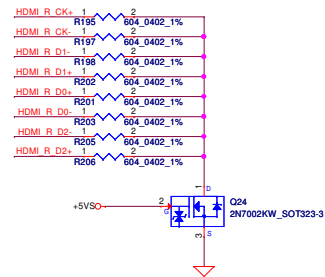 HDMI_R_CK+ 1 2
R195 604_0402_1%
HDMI_R_CK- 1 2
R197 604_0402_1%
HDMI_R_D1- 1 2
R198 604_0402_1%
HDMI_R_D1+ 1 2
R202 604_0402_1%
HDMI_R_D0+ 1 2
R201 604_0402_1%
HDMI_R_D0- 1 2
R203 604_0402_1%
HDMI_R_D2- 1 2
R205 604_0402_1%
HDMI_R_D2+ 1 2
R206 604_0402_1%
1 D
+5VS 2 G
Q24
2N7002KW_SOT323-3
3 S